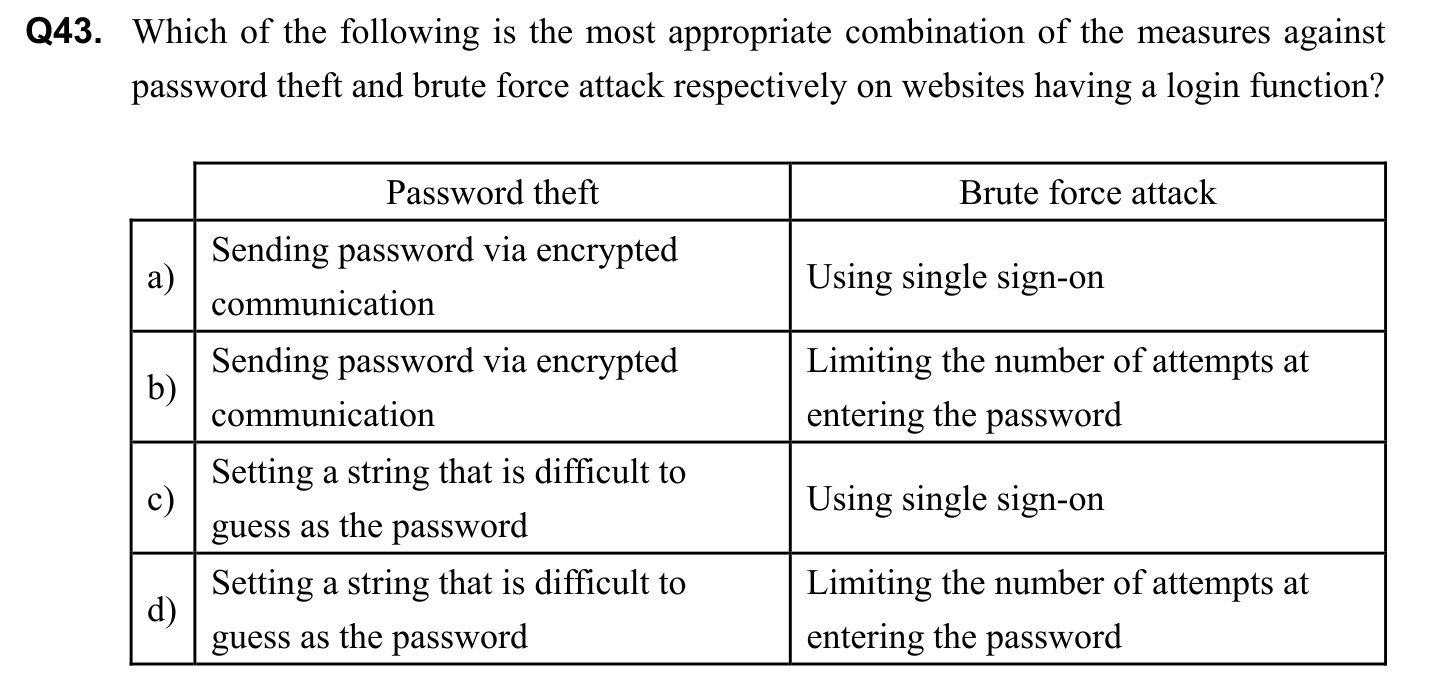 Q43. Which of the following is the most appropriate combination of the measures against
password theft and brute force attack respectively on websites having a login function?
Password theft Brute force attack
a) Sending password via encrypted
communication
Using single sign-on
b) Sending password via encrypted
communication
Limiting the number of attempts at
entering the password
c) Setting a string that is difficult to
guess as the password
Using single sign-on
d) Setting a string that is difficult to
guess as the password
Limiting the number of attempts at
entering the password